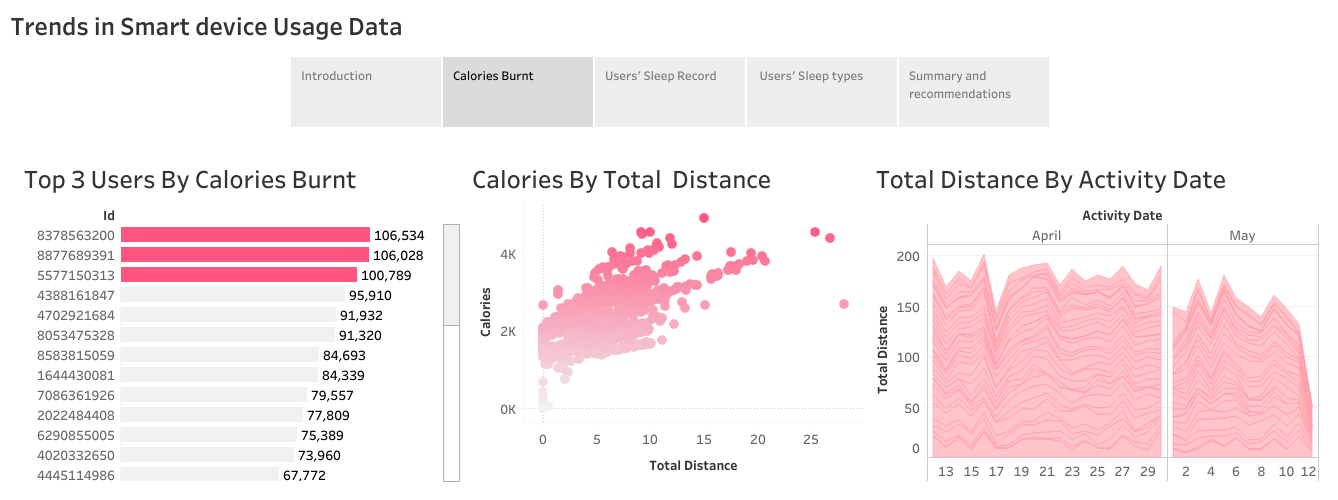 Trends in Smart device Usage Data
Introduction
Calories Burnt
Users' Sleep Record
Users' Sleep types
Summary and
recommendations
Top 3 Users By Calories Burnt
Id
8378563200 106,534
8877689391 106,028
5577150313 100,789
4388161847 95,910
4702921684 91,932
8053475328 91,320
8583815059 84,693
1644430081 84,339
7086361926 79,557
2022484408 77,809
6290855005 75,389
4020332650 73,960
4445114986 67,772
Calories By Total  Distance
Calories
4K
2K
0K
0 5 10 15 20 25
Total Distance
Total Distance By Activity Date
Activity Date
April May
Total Distance
200
150
100
50
0
13 15 17 19 21 23 25 27 29 2 4 6 8 10 12